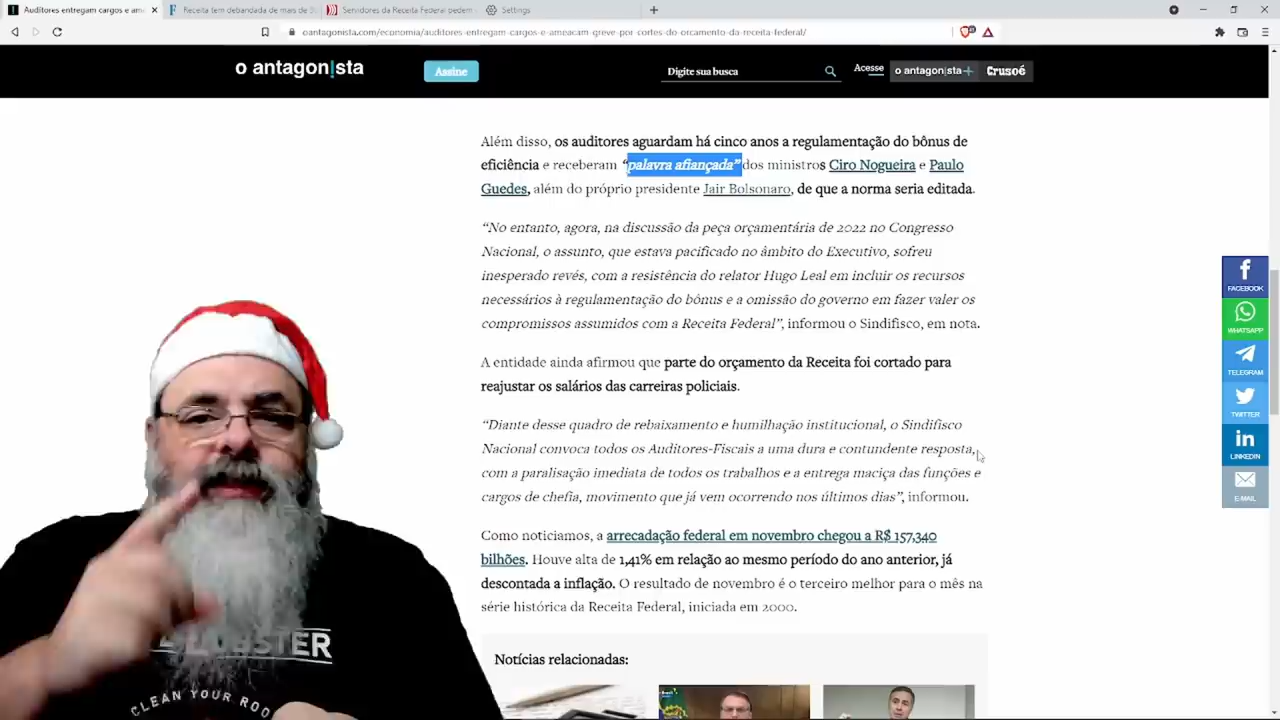 Auditores entregam cargos e ame
Receita tem debandada de mais de
Servidores da Receita Federal pedem
Settings
oantagonista.com/economia/auditores-entregam-cargos-e-ameacam-greve-por-cortes-do-orcamento-da-receita-federal/
o antagon!sta
Assine
Digite sua busca
Acesse
o antagon|sta+
Crusoé
Além disso, os auditores aguardam há cinco anos a regulamentação do bônus de
eficiência e receberam “palavra afiançada” dos ministros Ciro Nogueira e Paulo
Guedes, além do próprio presidente Jair Bolsonaro, de que a norma seria editada.
“No entanto, agora, na discussão da peça orçamentária de 2022 no Congresso
Nacional, o assunto, que estava pacificado no âmbito do Executivo, sofreu
inesperado revés, com a resistência do relator Hugo Leal em incluir os recursos
necessários à regulamentação do bônus e a omissão do governo em fazer valer os
compromissos assumidos com a Receita Federal”, informou o Sindifisco, em nota.
A entidade ainda afirmou que parte do orçamento da Receita foi cortado para
reajustar os salários das carreiras policiais.
“Diante desse quadro de rebaixamento e humilhação institucional, o Sindifisco
Nacional convoca todos os Auditores-Fiscais a uma dura e contundente resposta,
com a paralisação imediata de todos os trabalhos e a entrega maciça das funções e
cargos de chefia, movimento que já vem ocorrendo nos últimos dias”, informou.
Como noticiamos, a arrecadação federal em novembro chegou a R$ 157,340
bilhões. Houve alta de 1,41% em relação ao mesmo período do ano anterior, já
descontada a inflação. O resultado de novembro é o terceiro melhor para o mês na
série histórica da Receita Federal, iniciada em 2000.
Notícias relacionadas:
FACEBOOK
WHATSAPP
TELEGRAM
TWITTER
in
LINKEDIN
E-MAIL
CLEAN YOUR ROO